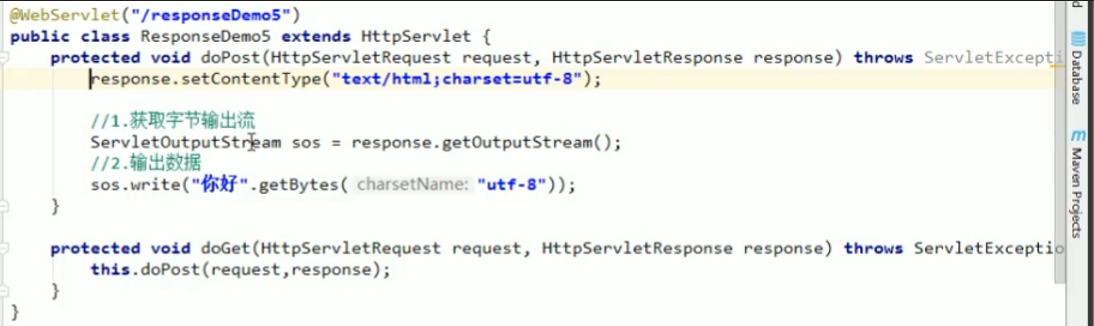 @WebServlet("/responseDemo5")
public class ResponseDemo5 extends HttpServlet {
protected void doPost(HttpServletRequest request, HttpServletResponse response) throws ServletExcepti
response.setContentType("text/html;charset=utf-8");
//1.获取字节输出流
ServletOutputStream sos = response.getOutputStream();
//2.输出数据
sos.write("你好".getBytes( charsetName: "utf-8"));
}
protected void doGet(HttpServletRequest request, HttpServletResponse response) throws ServletExceptio
this.doPost(request,response);
}
}
d
Database
m Maven Projects